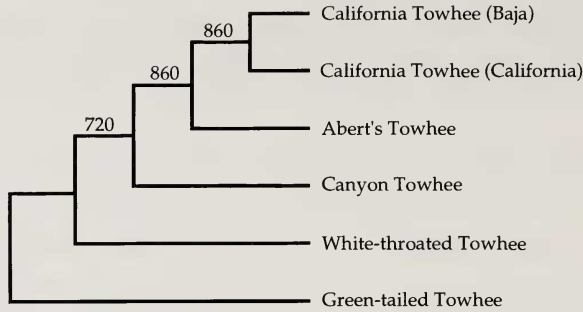 California Towhee (Baja)
860
California Towhee (California)
860
Abert's Towhee
720
Canyon Towhee
White-throated Towhee
Green-tailed Towhee